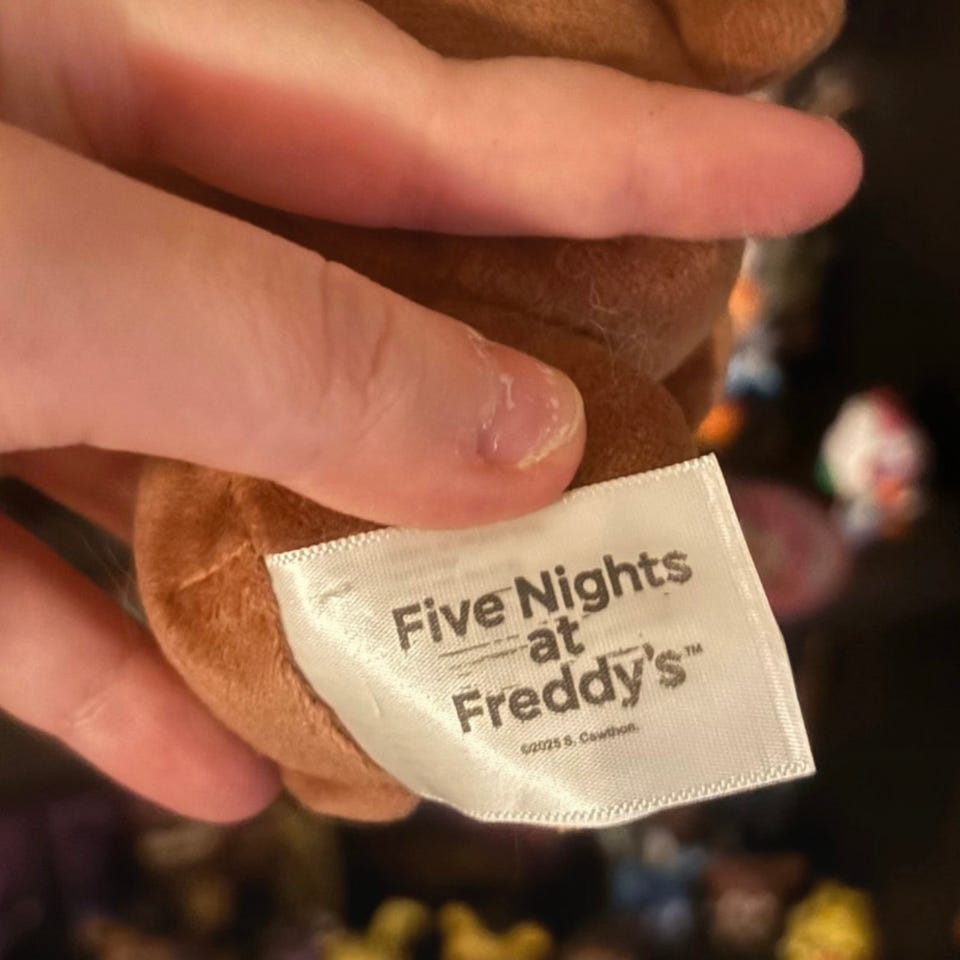 Five Nights
at
Freddy's™
©2025 S. Cawthon.